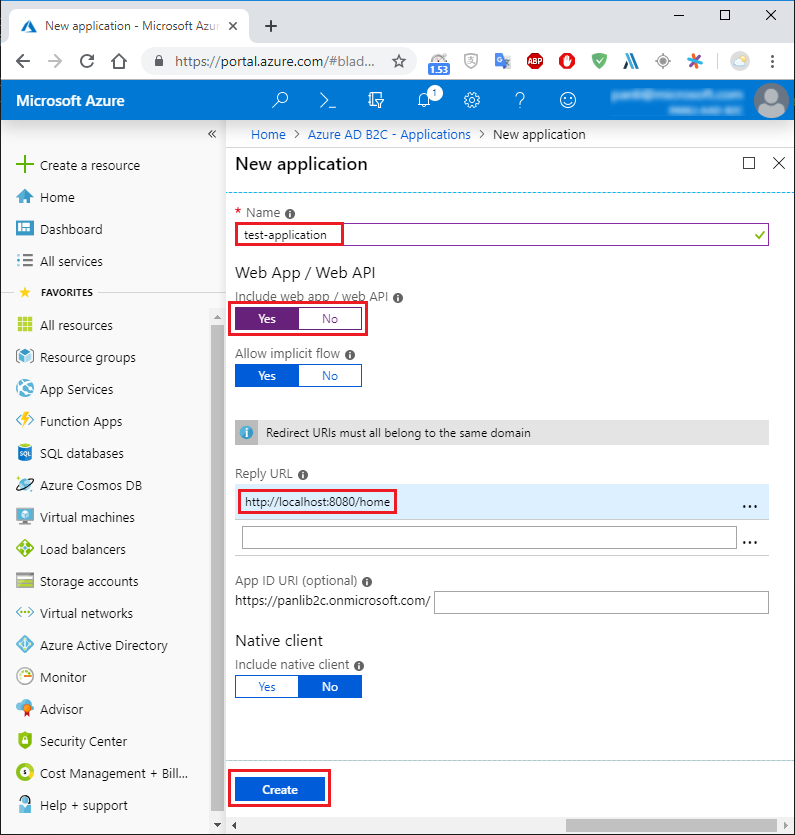 New application - Microsoft Azur
https://portal.azure.com/#blad...
1.53
ABP
Microsoft Azure
1
Home > Azure AD B2C - Applications > New application
Create a resource
Home
Dashboard
All services
FAVORITES
All resources
Resource groups
App Services
Function Apps
SQL databases
Azure Cosmos DB
Virtual machines
Load balancers
Storage accounts
Virtual networks
Azure Active Directory
Monitor
Advisor
Security Center
Cost Management + Bill...
Help + support
New application
* Name
test-application
Web App / Web API
Include web app / web API
Yes No
Allow implicit flow
Yes No
Redirect URIs must all belong to the same domain
Reply URL
http://localhost:8080/home
...
...
App ID URI (optional)
https://panlib2c.onmicrosoft.com/
Native client
Include native client
Yes No
Create